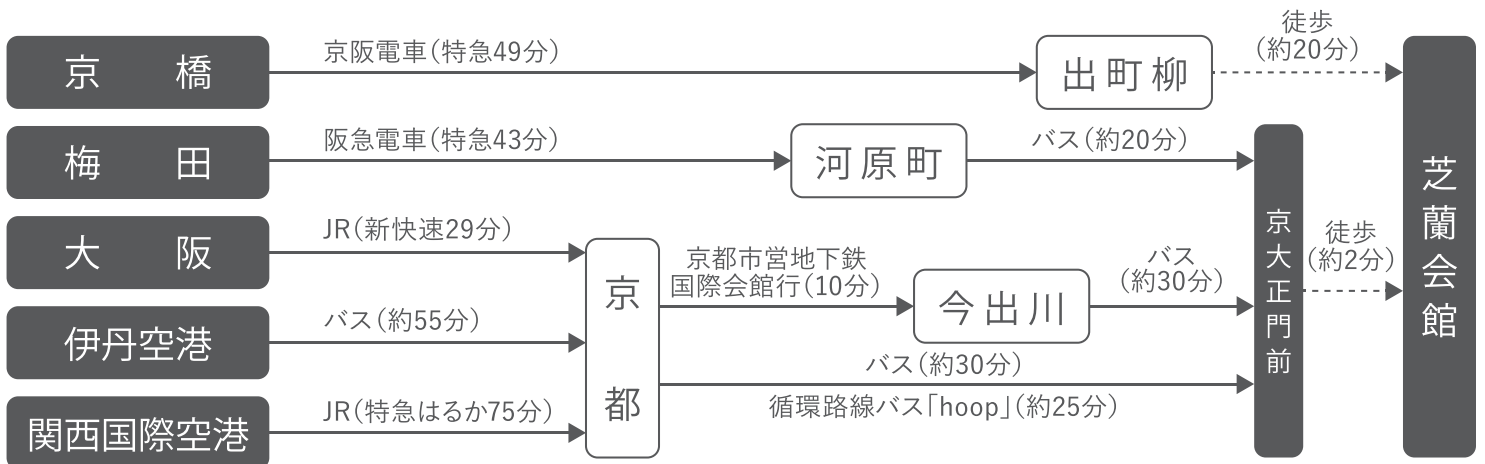 京橋
京阪電車(特急49分)
出町柳
徒歩
(約20分)
梅田
阪急電車(特急43分)
河原町
バス(約20分)
大阪
JR(新快速29分)
伊丹空港
バス(約55分)
関西国際空港
JR(特急はるか75分)
京都
京都市営地下鉄
国際会館行(10分)
今出川
バス
(約30分)
バス(約30分)
循環路線バス「hoop」(約25分)
京大正門前
徒歩
(約2分)
芝蘭会館